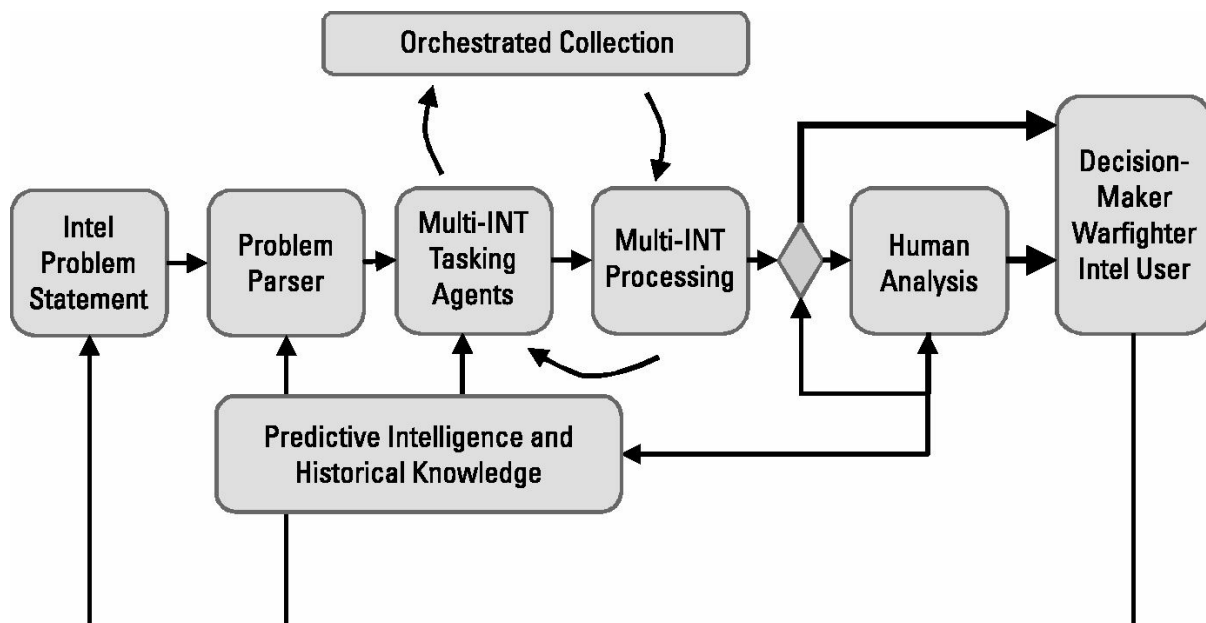 Orchestrated Collection
Intel
Problem
Statement
Problem
Parser
Multi-INT
Tasking
Agents
Multi-INT
Processing
Human
Analysis
Decision-
Maker
Warfighter
Intel User
Predictive Intelligence and
Historical Knowledge